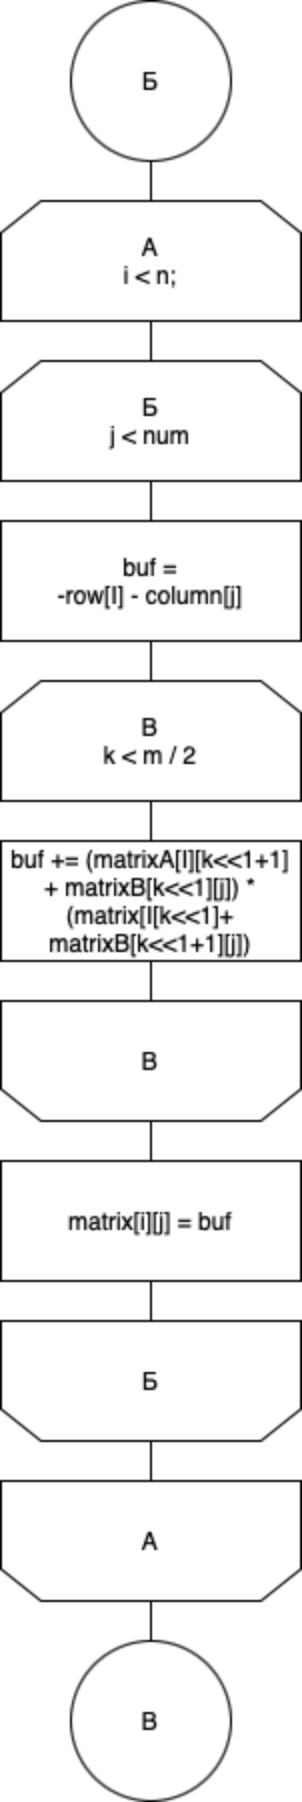 Б
А
i < n;
Б
j < num
buf =
-row[I] - column[j]
В
k < m / 2
buf += (matrixA[I][k<<1+1]
+ matrixB[k<<1][j]) *
(matrix[I[k<<1]+
matrixB[k<<1+1][j])
В
matrix[i][j] = buf
Б
А
В